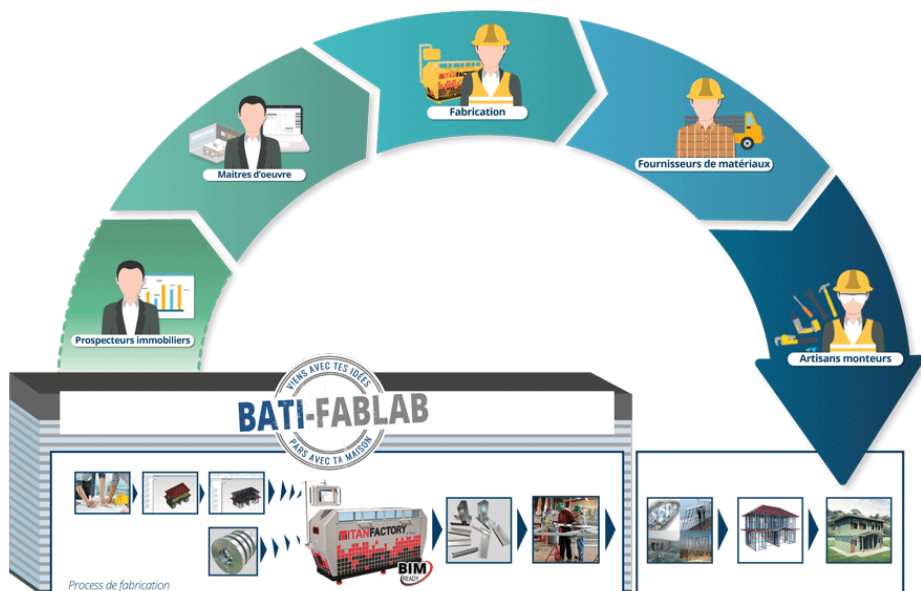 Fabrication
Maitres d'oeuvre
Fournisseurs de matériaux
Prospecteurs immobiliers
Artisans monteurs
VIENS AVEC TES IDÉES
BATI-FABLAB
PARS AVEC TA MAISON
TITANFACTORY
BIM
READY
Process de fabrication